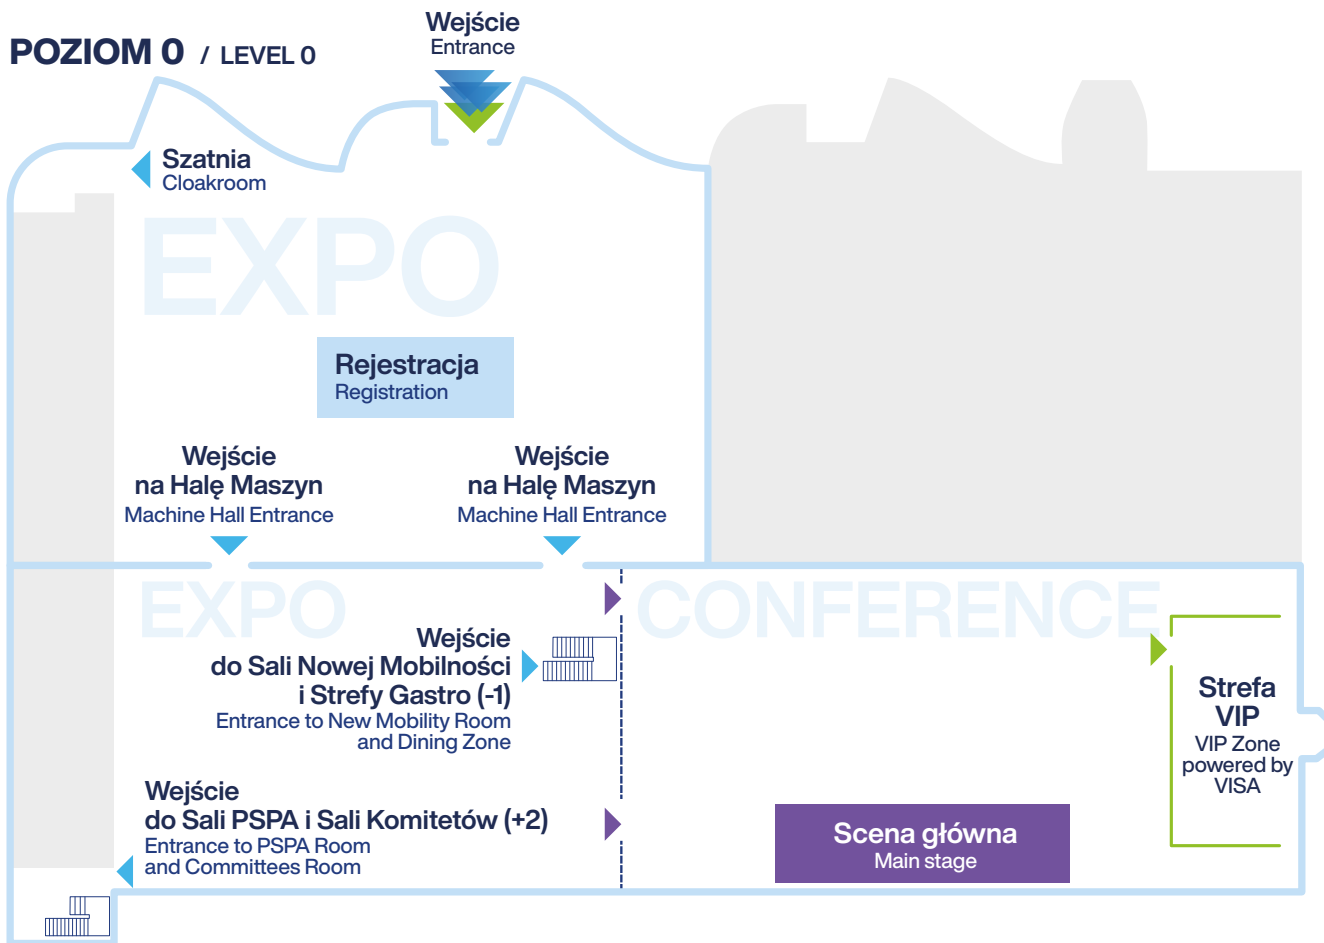 POZIOM 0 / LEVEL 0
Wejście
Entrance
Szatnia
Cloakroom
EXPO
Rejestracja
Registration
Wejście
na Halę Maszyn
Machine Hall Entrance
Wejście
na Halę Maszyn
Machine Hall Entrance
EXPO
CONFERENCE
Wejście
do Sali Nowej Mobilności
i Strefy Gastro (-1)
Entrance to New Mobility Room
and Dining Zone
Strefa
VIP
VIP Zone
powered by
VISA
Wejście
do Sali PSPA i Sali Komitetów (+2)
Entrance to PSPA Room
and Committees Room
Scena główna
Main stage